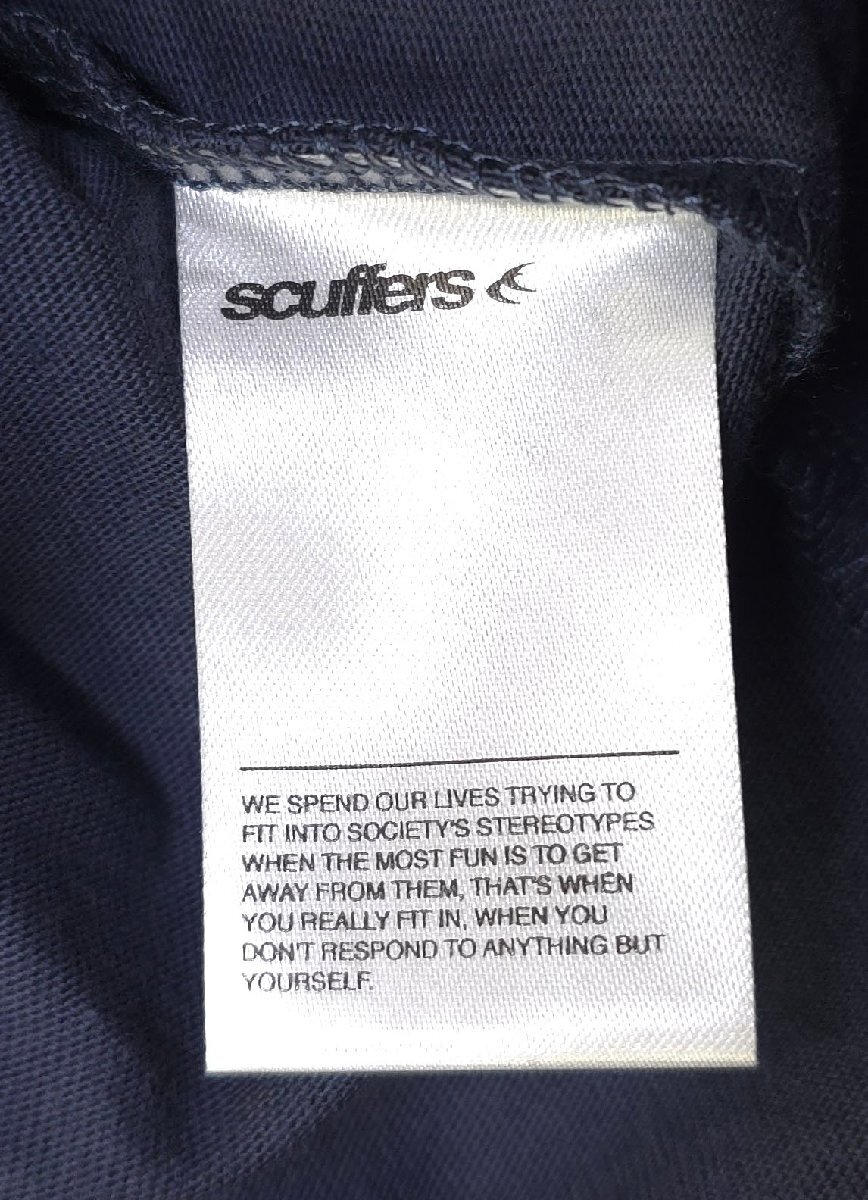 scuffers
WE SPEND OUR LIVES TRYING TO
FIT INTO SOCIETY'S STEREOTYPES
WHEN THE MOST FUN IS TO GET
AWAY FROM THEM, THAT'S WHEN
YOU REALLY FIT IN, WHEN YOU
DON'T RESPOND TO ANYTHING BUT
YOURSELF.